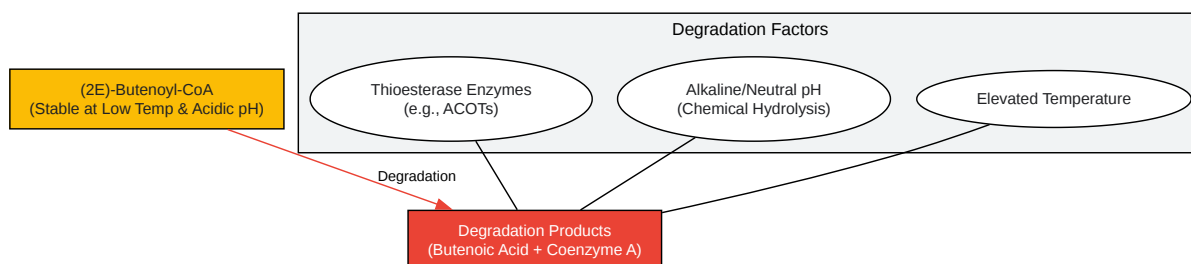 Degradation Factors
(2E)-Butenoyl-CoA
(Stable at Low Temp & Acidic pH)
Thioesterase Enzymes
(e.g., ACOTs)
Alkaline/Neutral pH
(Chemical Hydrolysis)
Elevated Temperature
Degradation
Degradation Products
(Butenoic Acid + Coenzyme A)